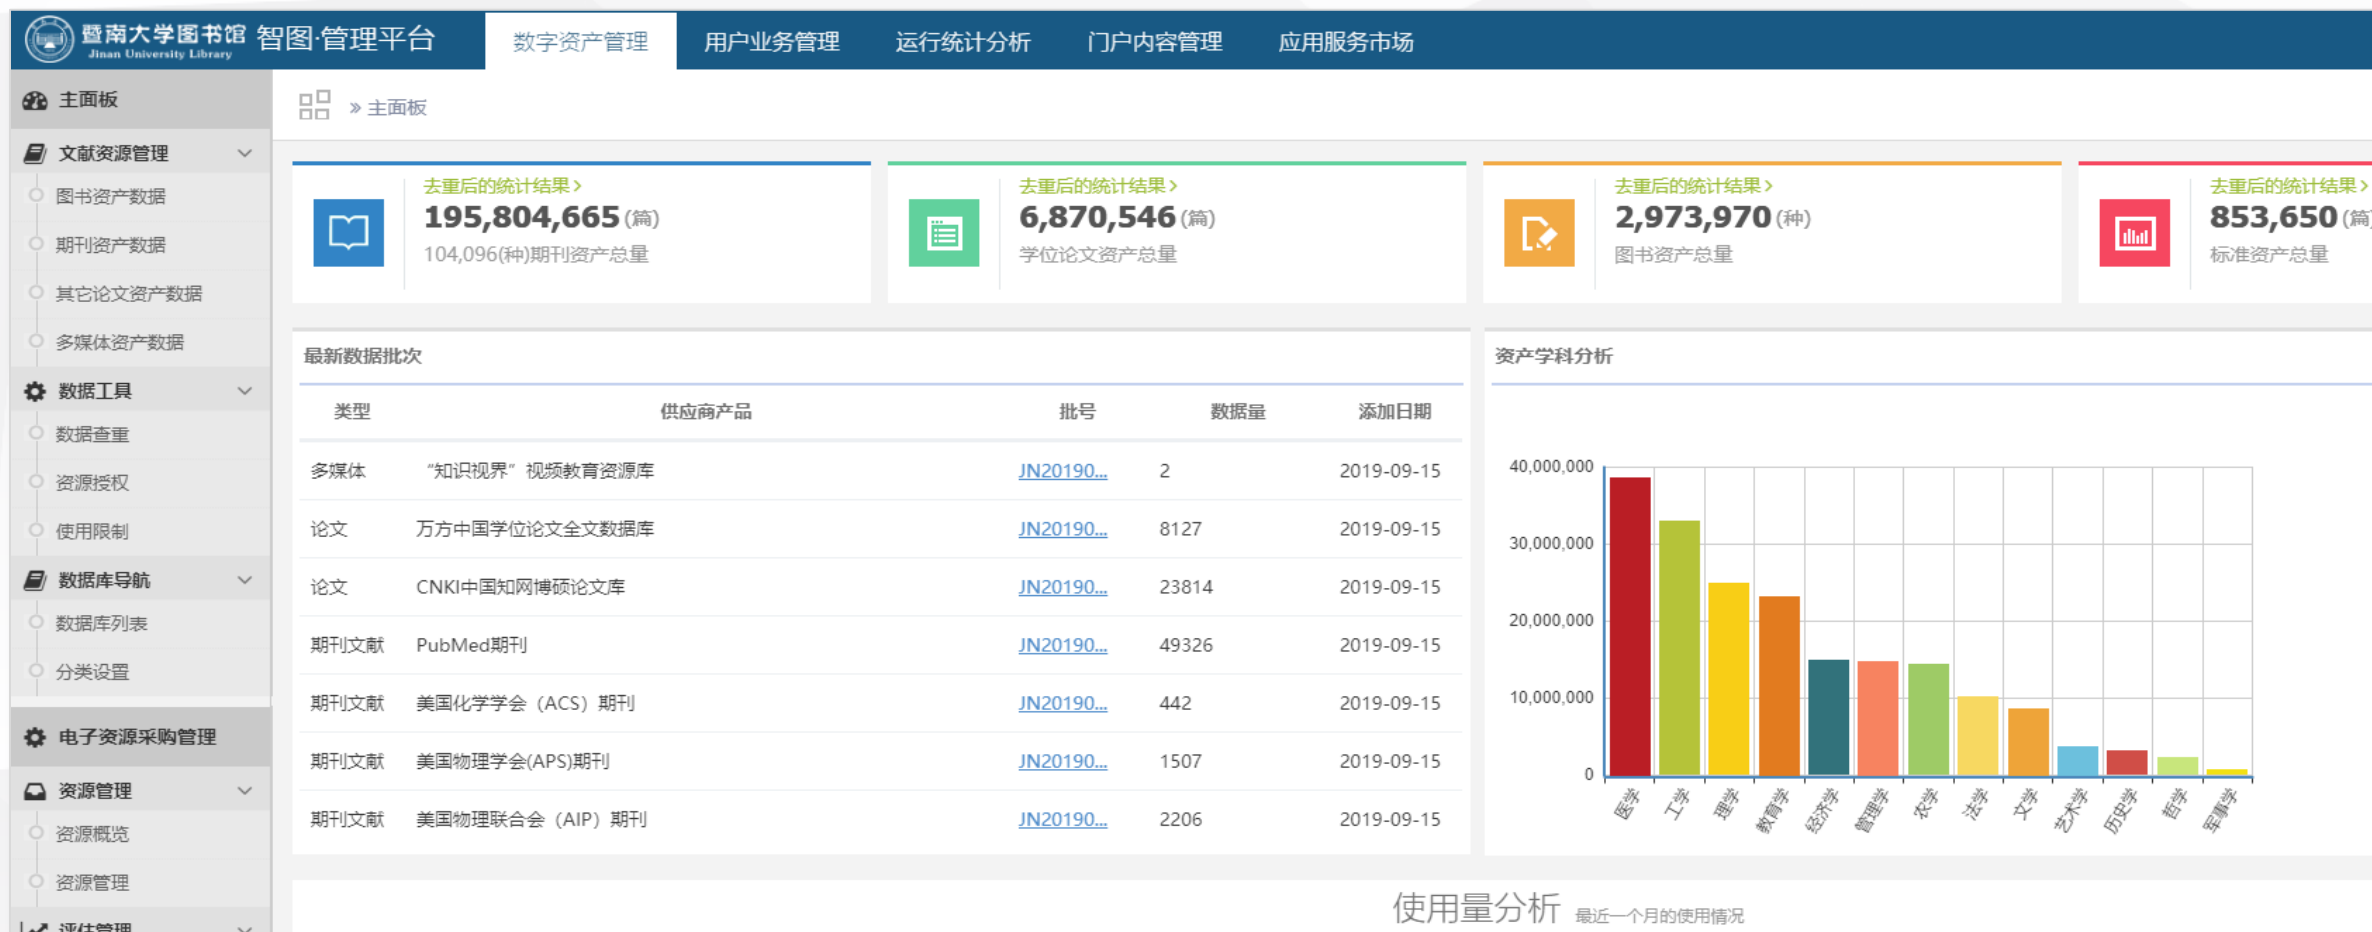 暨南大学图书馆 智图·管理平台
Jinan University Library
数字资产管理 用户业务管理 运行统计分析 门户内容管理 应用服务市场
主面板
文献资源管理
图书资产数据
期刊资产数据
其它论文资产数据
多媒体资产数据
数据工具
数据查重
资源授权
使用限制
数据库导航
数据库列表
分类设置
电子资源采购管理
资源管理
资源概览
资源管理
评估管理
» 主面板
去重后的统计结果>
195,804,665(篇)
104,096(种)期刊资产总量
去重后的统计结果>
6,870,546(篇)
学位论文资产总量
去重后的统计结果>
2,973,970(种)
图书资产总量
去重后的统计结果>
853,650(篇)
标准资产总量
最新数据批次
类型 供应商产品 批号 数据量 添加日期
多媒体 “知识视界”视频教育资源库 JN20190... 2 2019-09-15
论文 万方中国学位论文全文数据库 JN20190... 8127 2019-09-15
论文 CNKI中国知网博硕论文库 JN20190... 23814 2019-09-15
期刊文献 PubMed期刊 JN20190... 49326 2019-09-15
期刊文献 美国化学学会（ACS）期刊 JN20190... 442 2019-09-15
期刊文献 美国物理学会(APS)期刊 JN20190... 1507 2019-09-15
期刊文献 美国物理联合会（AIP）期刊 JN20190... 2206 2019-09-15
资产学科分析
40,000,000
30,000,000
20,000,000
10,000,000
0
医学 工学 理学 教育学 经济学 管理学 农学 法学 文学 艺术学 历史学 哲学 军事学
使用量分析 最近一个月的使用情况